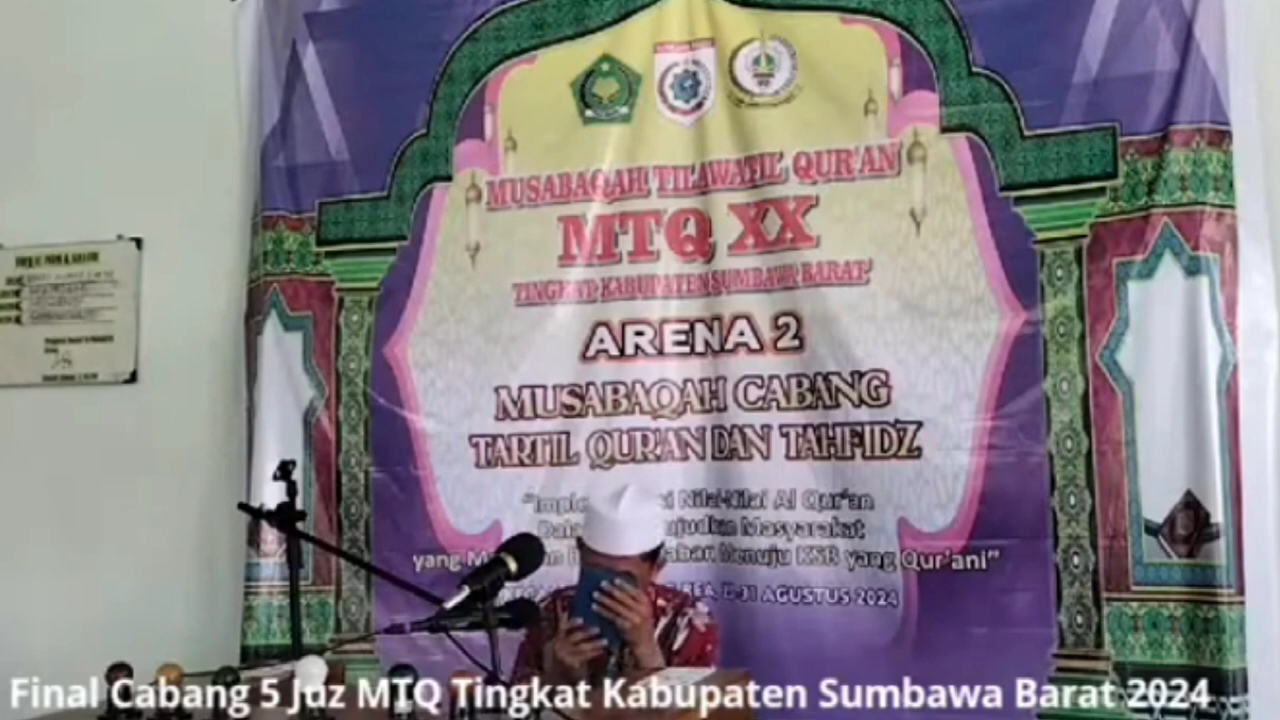 MUSABAQAH TILAWATIL QUR'AN
MTQ XX
TINGKAT KABUPATEN SUMBAWA BARAT
ARENA 2
MUSABAQAH CABANG
TARTIL QUR'AN DAN TAHFIDZ
Nilai-Nilai Al Qur'an
Masyarakat
yang Menuju KSB yang Qur'ani"
AGUSTUS 2024
Final Cabang 5 Juz MTQ Tingkat Kabupaten Sumbawa Barat 2024